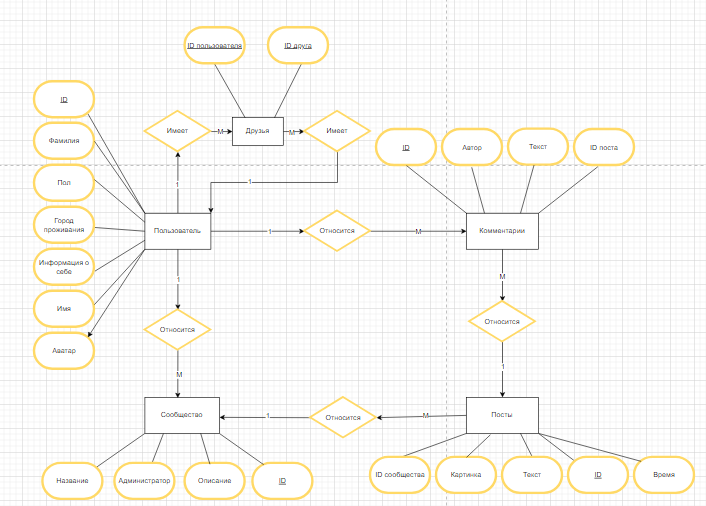 ID пользователя
ID друга
ID
Имеет
М
Друзья
М
Имеет
Фамилия
ID
Автор
Текст
ID поста
Пол
1
1
Город
проживания
Пользователь
1
Относится
М
Комментарии
Информация о
себе
1
М
Имя
Относится
Относится
Аватар
М
1
Сообщество
1
Относится
М
Посты
Название
Администратор
Описание
ID
ID сообщества
Картинка
Текст
ID
Время